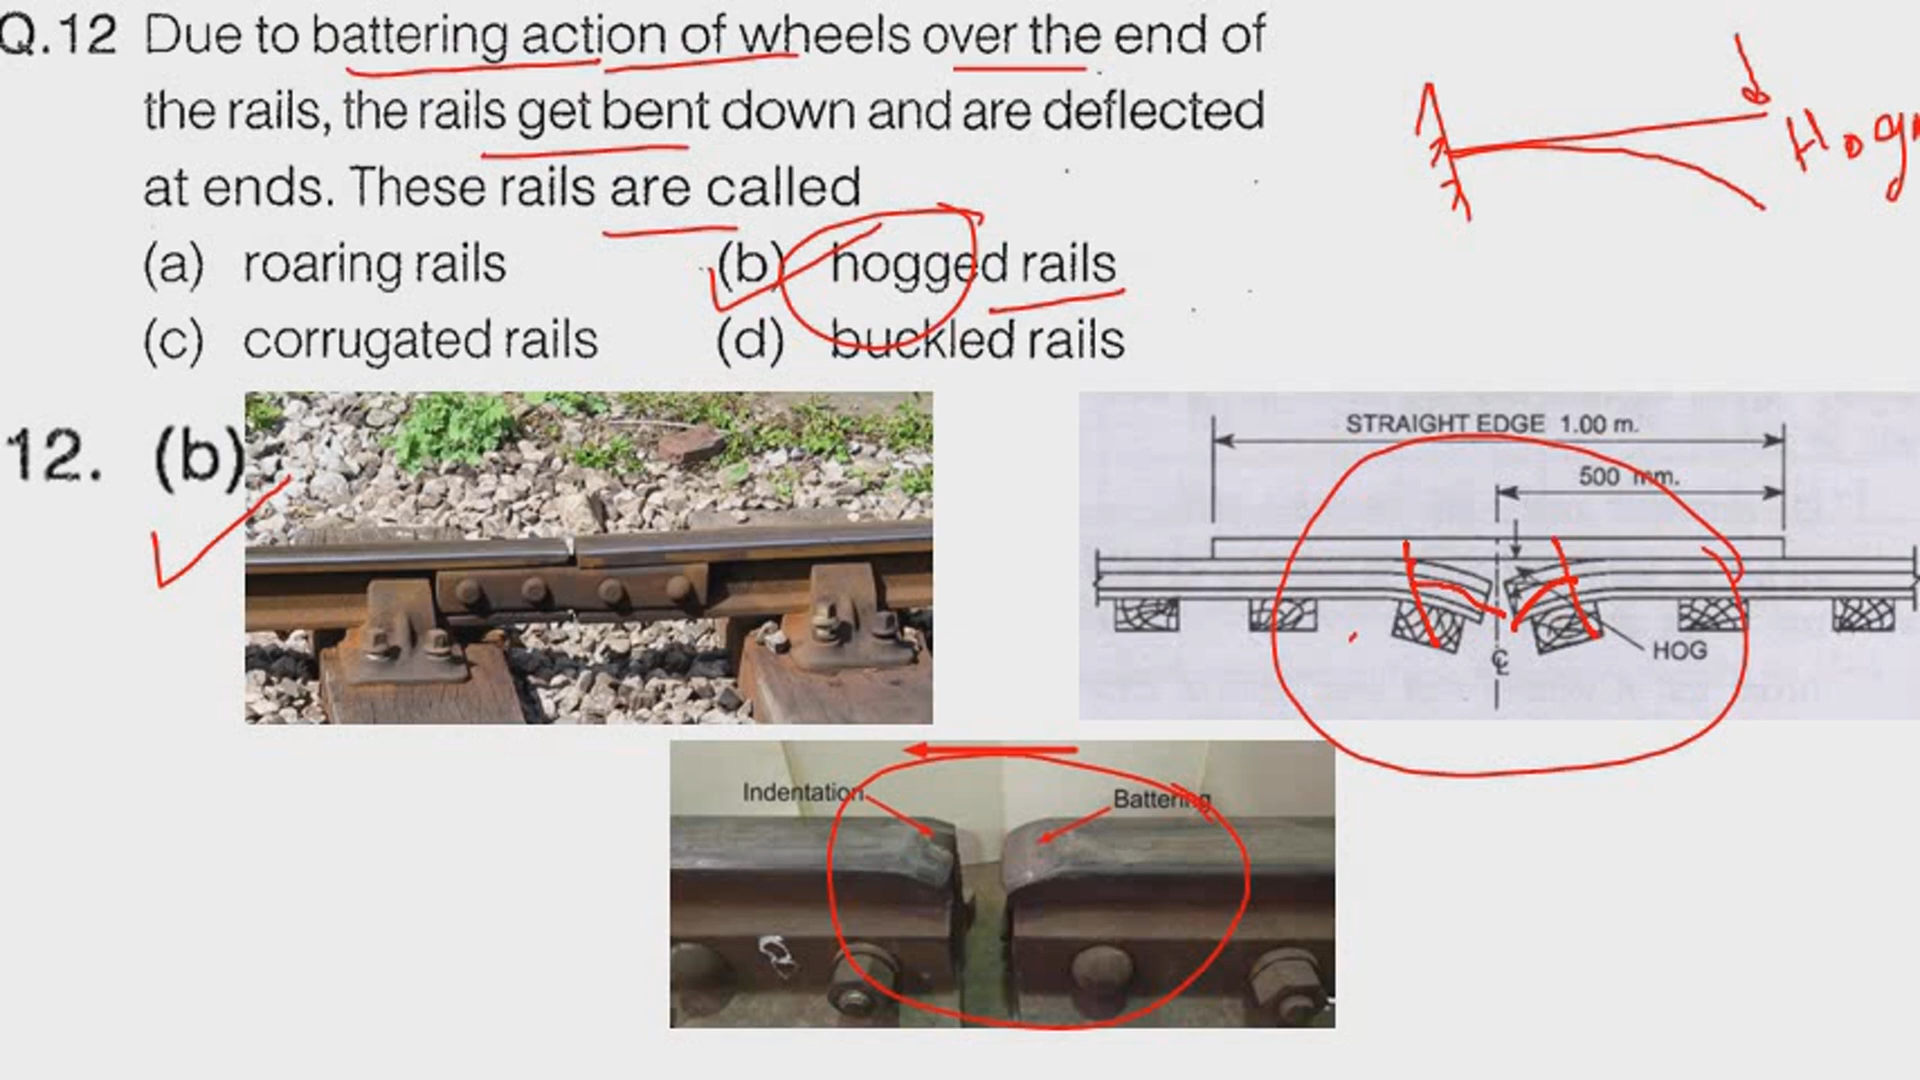 Q.12 Due to battering action of wheels over the end of
the rails, the rails get bent down and are deflected
at ends. These rails are called
(a) roaring rails (b) hogged rails
(c) corrugated rails (d) buckled rails
12. (b)
STRAIGHT EDGE 1.00 m.
500 mm.
HOG
Indentation
Battering